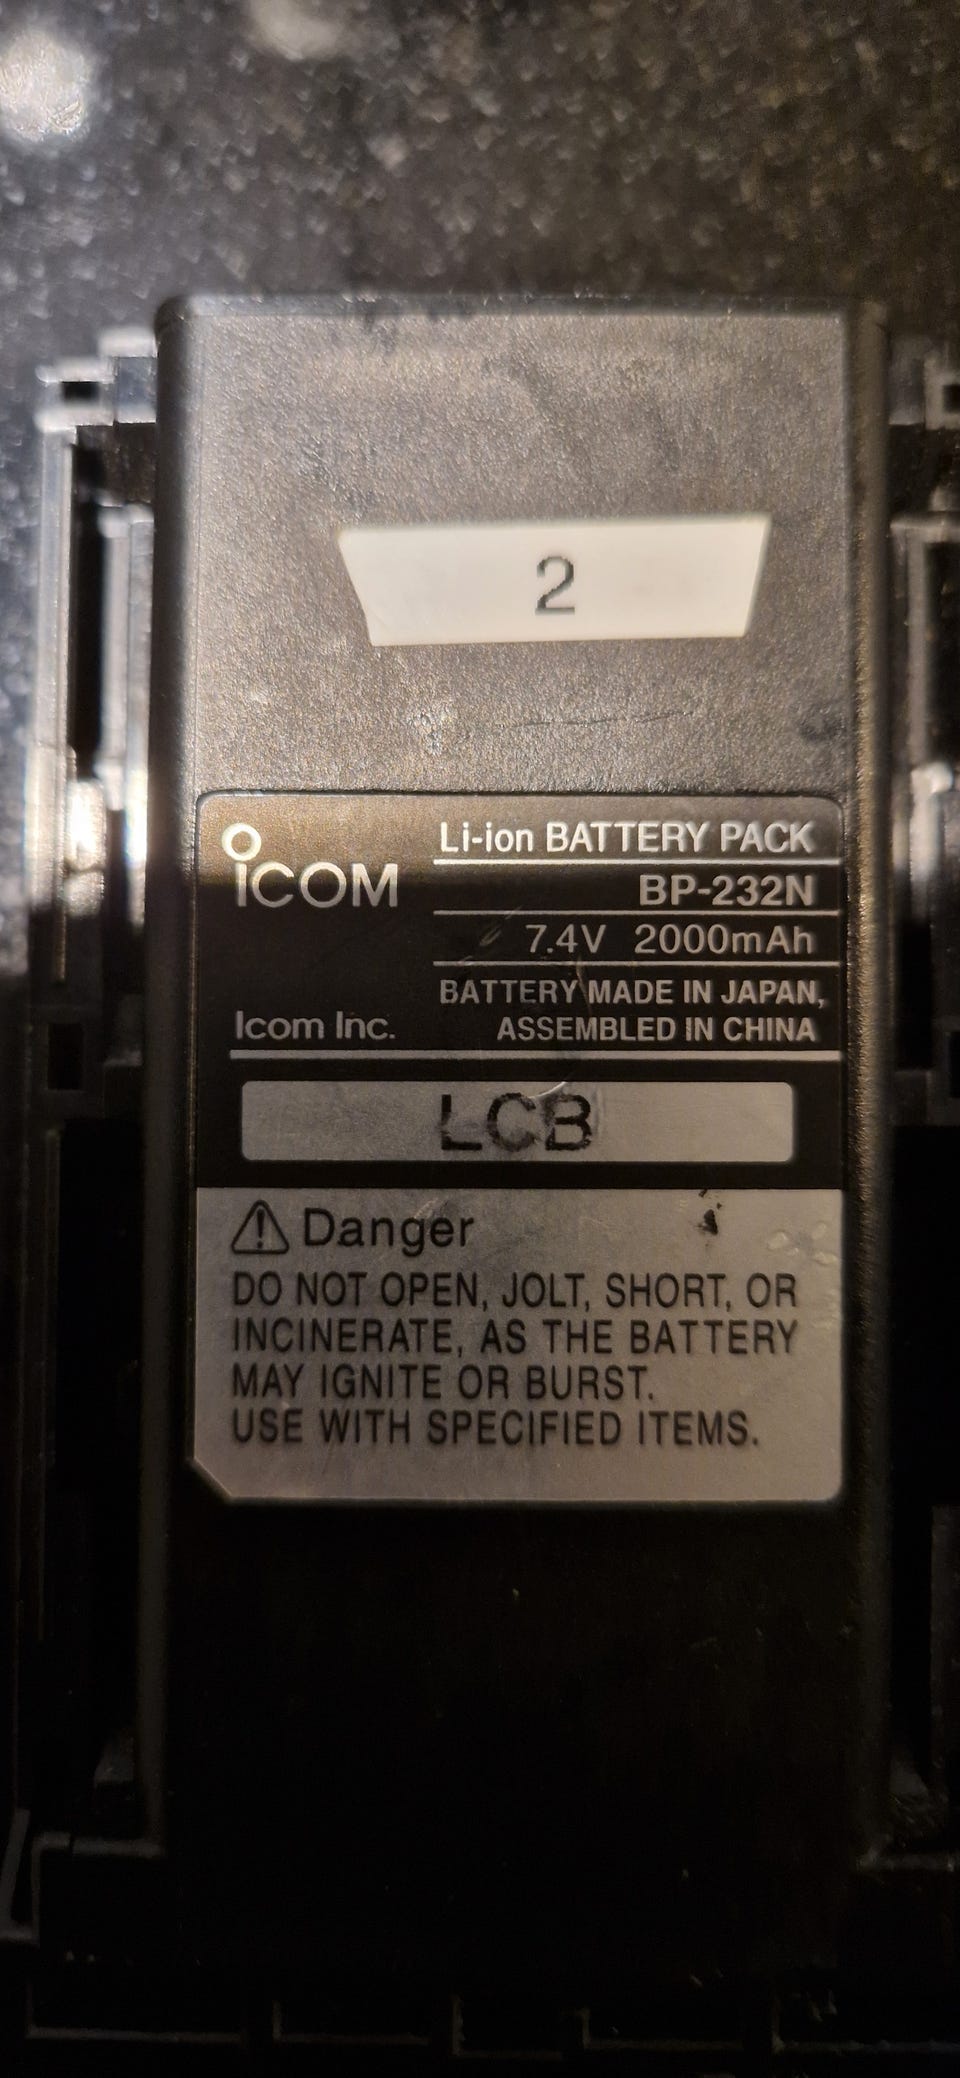 2
ICOM
Li-ion BATTERY PACK
BP-232N
7.4V 2000mAh
BATTERY MADE IN JAPAN,
ASSEMBLED IN CHINA
Icom Inc.
LCB
Danger
DO NOT OPEN, JOLT, SHORT, OR
INCINERATE, AS THE BATTERY
MAY IGNITE OR BURST.
USE WITH SPECIFIED ITEMS.